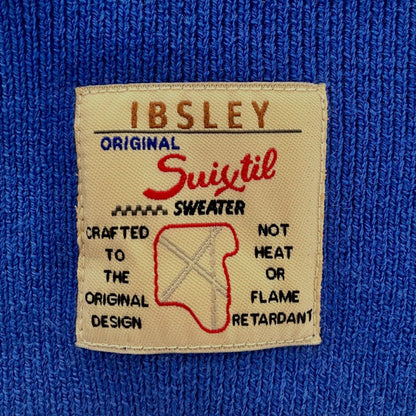 IBSLEY
ORIGINAL
Suixtil
SWEATER
CRAFTED
TO
THE
ORIGINAL
DESIGN
NOT
HEAT
OR
FLAME
RETARDANT